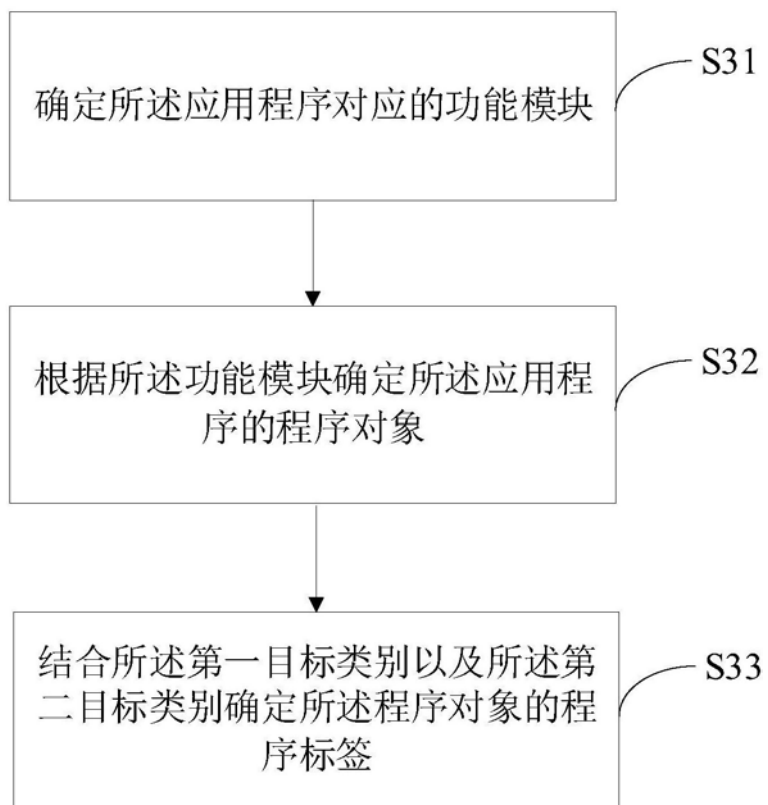 确定所述应用程序对应的功能模块
S31
根据所述功能模块确定所述应用程
序的程序对象
S32
结合所述第一目标类别以及所述第
二目标类别确定所述程序对象的程
序标签
S33